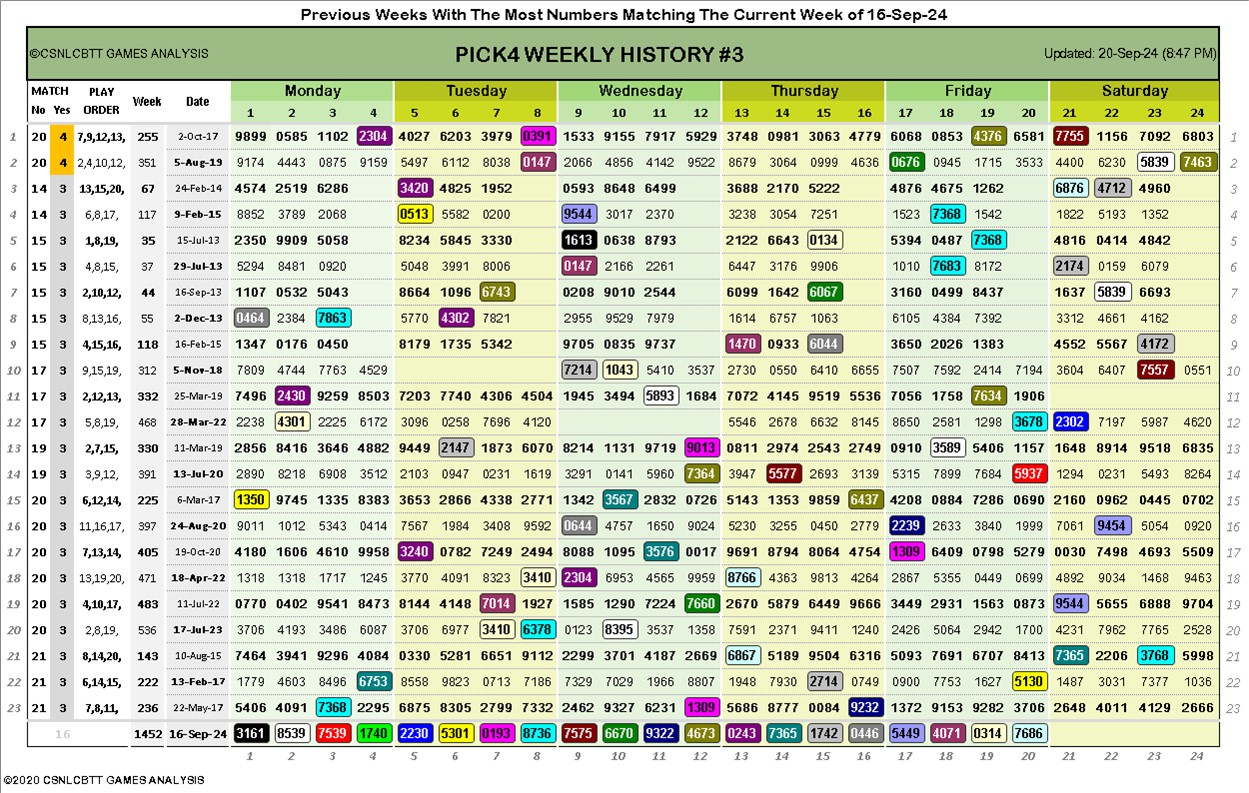 Previous Weeks With The Most Numbers Matching The Current Week of 16-Sep-24
©CSNLCBTT GAMES ANALYSIS PICK4 WEEKLY HISTORY #3 Updated: 20-Sep-24 (8:47 PM)
MATCH PLAY Week Date Monday Tuesday Wednesday Thursday Friday Saturday
No Yes ORDER 1 2 3 4 5 6 7 8 9 10 11 12 13 14 15 16 17 18 19 20 21 22 23 24
1 20 4 7,9,12,13, 255 2-Oct-17 9899 0585 1102 2304 4027 6203 3979 0391 1533 9155 7917 5929 3748 0981 3063 4779 6068 0853 4376 6581 7755 1156 7092 6803 1
2 20 4 2,4,10,12, 351 5-Aug-19 9174 4443 0875 9159 5497 6112 8038 0147 2066 4856 4142 9522 8679 3064 0999 4636 0676 0945 1715 3533 4400 6230 5839 7463 2
3 14 3 13,15,20, 67 24-Feb-14 4574 2519 6286 3420 4825 1952 0593 8648 6499 3688 2170 5222 4876 4675 1262 6876 4712 4960 3
4 14 3 6,8,17, 117 9-Feb-15 8852 3789 2068 0513 5582 0200 9544 3017 2370 3238 3054 7251 1523 7368 1542 1822 5193 1352 4
5 15 3 1,8,19, 35 15-Jul-13 2350 9909 5058 8234 5845 3330 1613 0638 8793 2122 6643 0134 5394 0487 7368 4816 0414 4842 5
6 15 3 4,8,15, 37 29-Jul-13 5294 8481 0920 5048 3991 8006 0147 2166 2261 6447 3176 9906 1010 7683 8172 2174 0159 6079 6
7 15 3 2,10,12, 44 16-Sep-13 1107 0532 5043 8664 1096 6743 0208 9010 2544 6099 1642 6067 3160 0499 8437 1637 5839 6693 7
8 15 3 8,13,16, 55 2-Dec-13 0464 2384 7863 5770 4302 7821 2955 9529 7979 1614 6757 1063 6105 4384 7392 3312 4661 4162 8
9 15 3 4,15,16, 118 16-Feb-15 1347 0176 0450 8179 1735 5342 9705 0835 9737 1470 0933 6044 3650 2026 1383 4552 5567 4172 9
10 17 3 9,15,19, 312 5-Nov-18 7809 4744 7763 4529 7214 1043 5410 3537 2730 0550 6410 6655 7507 7592 2414 7194 3604 6407 7557 0551 10
11 17 3 2,12,13, 332 25-Mar-19 7496 2430 9259 8503 7203 7740 4306 4504 1945 3494 5893 1684 7072 4145 9519 5536 7056 1758 7634 1906 11
12 17 3 5,8,19, 468 28-Mar-22 2238 4301 2225 8172 3096 0258 7696 4120 5546 2678 6632 8145 8650 2581 1298 3678 2302 7197 5987 4620 12
13 19 3 2,7,15, 330 11-Mar-19 2856 8416 3646 4882 9449 2147 1873 6070 8214 1131 9719 9013 0811 2974 2543 2749 0910 3589 5406 1157 1648 8914 9518 6835 13
14 19 3 3,9,12, 391 13-Jul-20 2890 8218 6908 3512 2103 0947 0231 1619 3291 0141 5960 7364 3947 5577 2693 3139 5315 7899 7684 5937 1294 0231 5493 8264 14
15 20 3 6,12,14, 225 6-Mar-17 1350 9745 1335 8383 3653 2866 4338 2771 1342 3567 2832 0726 5143 1353 9859 6437 4208 0884 7286 0690 2160 0962 0445 0702 15
16 20 3 11,16,17, 397 24-Aug-20 9011 1012 5343 0414 7567 1984 3408 9592 0644 4757 1650 9024 5230 3255 0450 2779 2239 2633 3840 1999 7061 9454 5054 0920 16
17 20 3 7,13,14, 405 19-Oct-20 4180 1606 4610 9958 3240 0782 7249 2494 8088 1095 3576 0017 9691 8794 8064 4754 1309 6409 0798 5279 0030 7498 4693 5509 17
18 20 3 13,19,20, 471 18-Apr-22 1318 1318 1717 1245 3770 4091 8323 3410 2304 6953 4565 9959 8766 4363 9813 4264 2867 5355 0449 0699 4892 9034 1468 9463 18
19 20 3 4,10,17, 483 11-Jul-22 0770 0402 9541 8473 8144 4148 7014 1927 1585 1290 7224 7660 2670 5879 6449 9666 3449 2931 1563 0873 9544 5655 6888 9704 19
20 20 3 2,8,19, 536 17-Jul-23 3706 4193 3486 6087 3706 6977 3410 6378 0123 8395 3537 1358 7591 2371 9411 1240 2426 5064 2942 1700 4231 7962 7765 2528 20
21 21 3 8,14,20, 143 10-Aug-15 7464 3941 9296 4084 0330 5281 6651 9112 2299 3701 4187 2669 6867 5189 9504 6316 5093 7691 6707 8413 7365 2206 3768 5998 21
22 21 3 6,14,15, 222 13-Feb-17 1779 4603 8496 6753 8558 9823 0713 7186 7329 7029 1966 8807 1948 7930 2714 0749 0900 7753 1627 5130 1487 3031 7377 1036 22
23 21 3 7,8,11, 236 22-May-17 5406 4091 7368 2295 6875 8305 2799 7332 2462 9327 6231 1309 5686 8777 0084 9232 1372 9153 9282 3706 2648 4011 4129 2666 23
16 1452 16-Sep-24 3161 8539 7539 1740 2230 5301 0193 8736 7575 6670 9322 4673 0243 7365 1742 0446 5449 4071 0314 7686
1 2 3 4 5 6 7 8 9 10 11 12 13 14 15 16 17 18 19 20 21 22 23 24
©2020 CSNLCBTT GAMES ANALYSIS